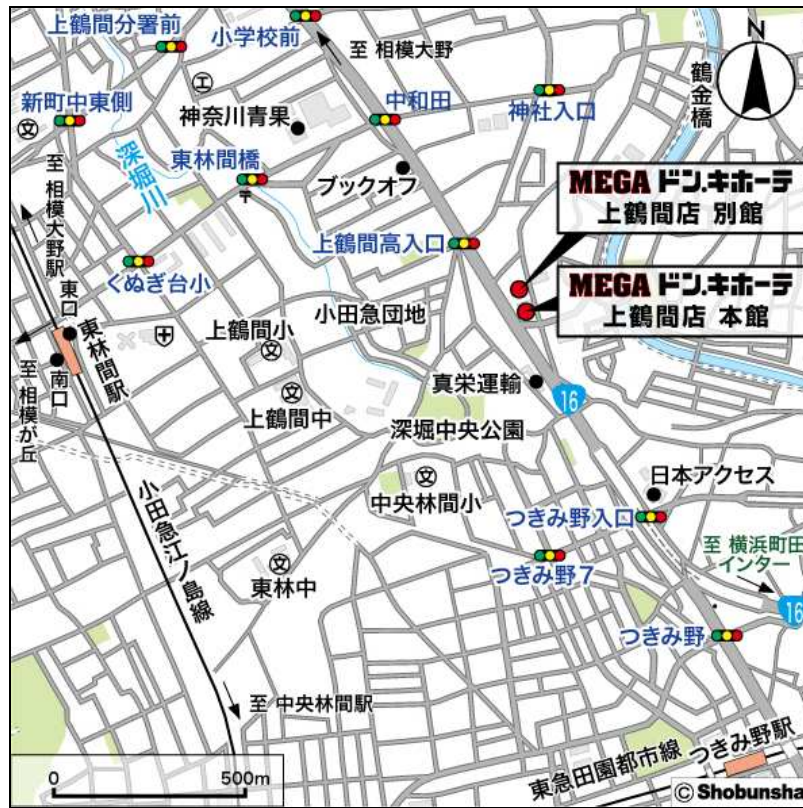 上鶴間分署前
小学校前
至 相模大野
N
鶴金橋
新町中東側
文
工
神奈川青果
中和田
神社入口
深堀川
東林間橋
〒
ブックオフ
MEGA ドン.キホーテ
上鶴間店 別館
至 相模大野駅
くぬぎ台小
上鶴間高入口
MEGA ドン.キホーテ
上鶴間店 本館
東口
東林間駅
南口
至 相模が丘
上鶴間小
文
小田急団地
文
上鶴間中
真栄運輸
16
深堀中央公園
文
中央林間小
日本アクセス
つきみ野入口
小田急江ノ島線
文
東林中
つきみ野7
至 横浜町田
インター
16
つきみ野
至 中央林間駅
0
500m
東急田園都市線
つきみ野駅
© Shobunsha